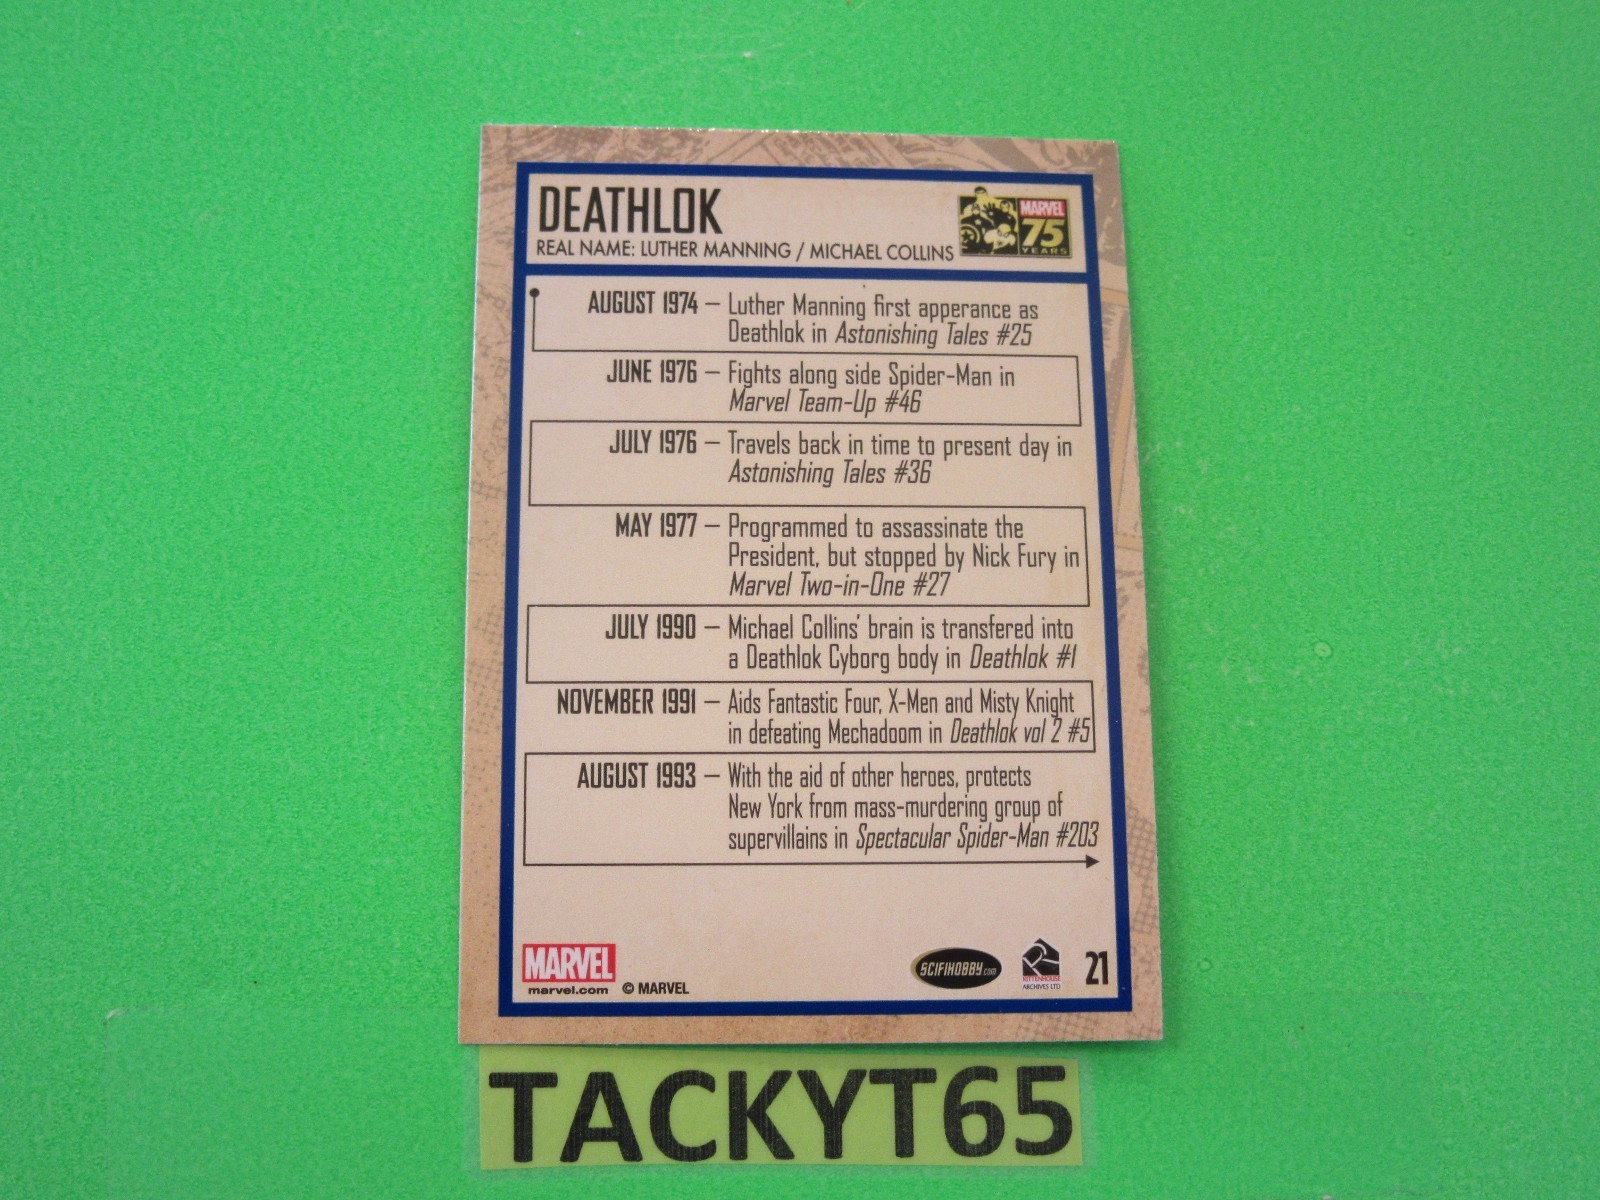 DEATHLOK
REAL NAME: LUTHER MANNING / MICHAEL COLLINS
MARVEL
75
YEARS
AUGUST 1974 – Luther Manning first apperance as
Deathlok in Astonishing Tales #25
JUNE 1976 – Fights along side Spider-Man in
Marvel Team-Up #46
JULY 1976 – Travels back in time to present day in
Astonishing Tales #36
MAY 1977 – Programmed to assassinate the
President, but stopped by Nick Fury in
Marvel Two-in-One #27
JULY 1990 – Michael Collins' brain is transfered into
a Deathlok Cyborg body in Deathlok #1
NOVEMBER 1991 – Aids Fantastic Four, X-Men and Misty Knight
in defeating Mechadoom in Deathlok vol 2 #5
AUGUST 1993 – With the aid of other heroes, protects
New York from mass-murdering group of
supervillains in Spectacular Spider-Man #203
MARVEL
marvel.com © MARVEL
SCIFIHOBBY.com
RITTENHOUSE
ARCHIVES LTD
21
TACKYT65